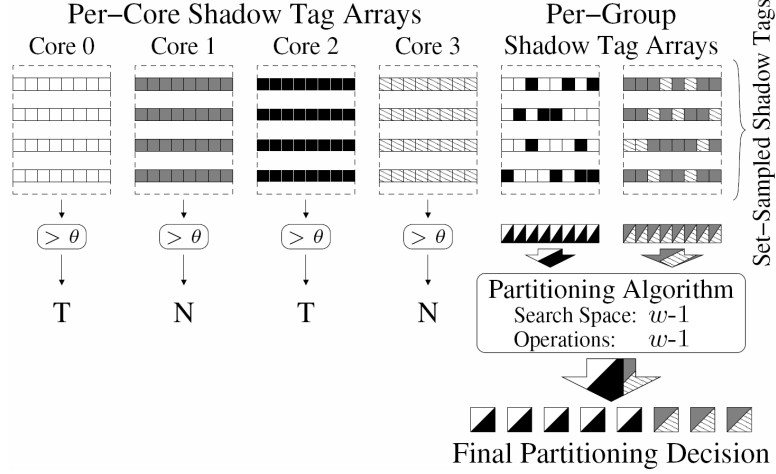 Per-Core Shadow Tag Arrays
Core 0 Core 1 Core 2 Core 3
Per-Group
Shadow Tag Arrays
Set-Sampled Shadow Tags
> θ > θ > θ > θ
T N T N
Partitioning Algorithm
Search Space: w-1
Operations: w-1
Final Partitioning Decision